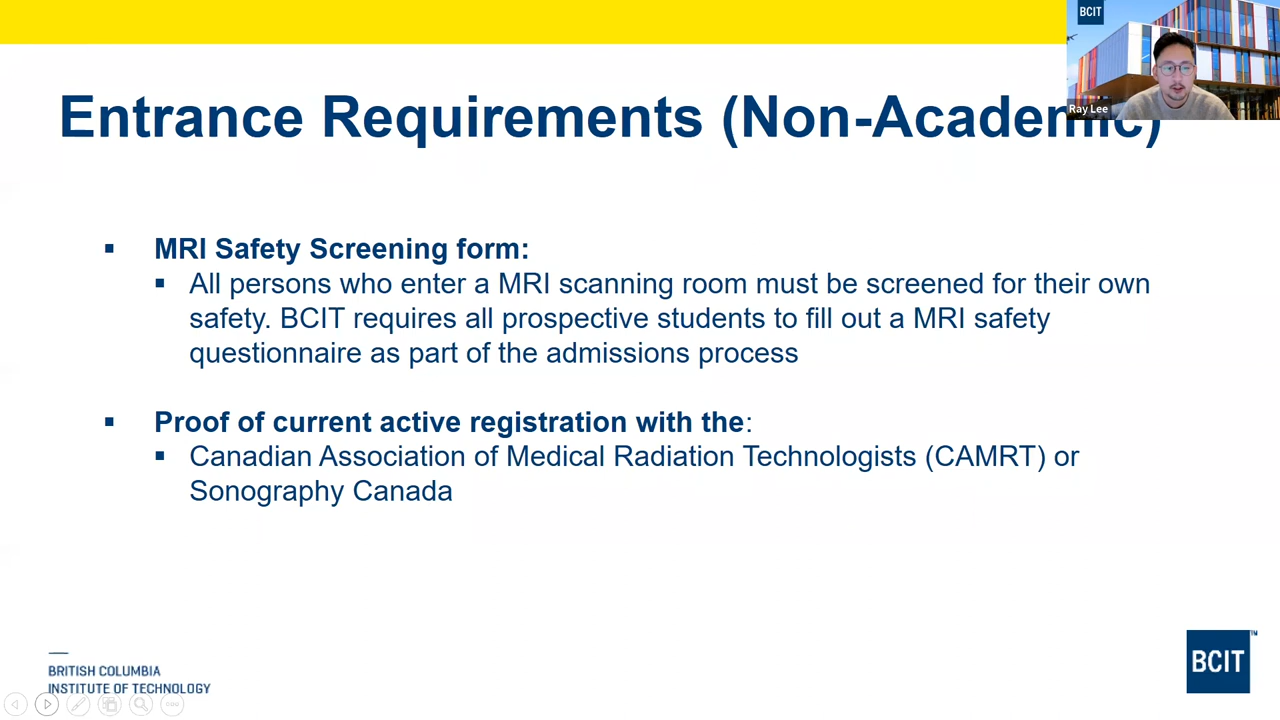 BCIT
Ray Lee
Entrance Requirements (Non-Academic)
▪ MRI Safety Screening form:
▪ All persons who enter a MRI scanning room must be screened for their own
safety. BCIT requires all prospective students to fill out a MRI safety
questionnaire as part of the admissions process
▪ Proof of current active registration with the:
▪ Canadian Association of Medical Radiation Technologists (CAMRT) or
Sonography Canada
BRITISH COLUMBIA
INSTITUTE OF TECHNOLOGY
BCIT™